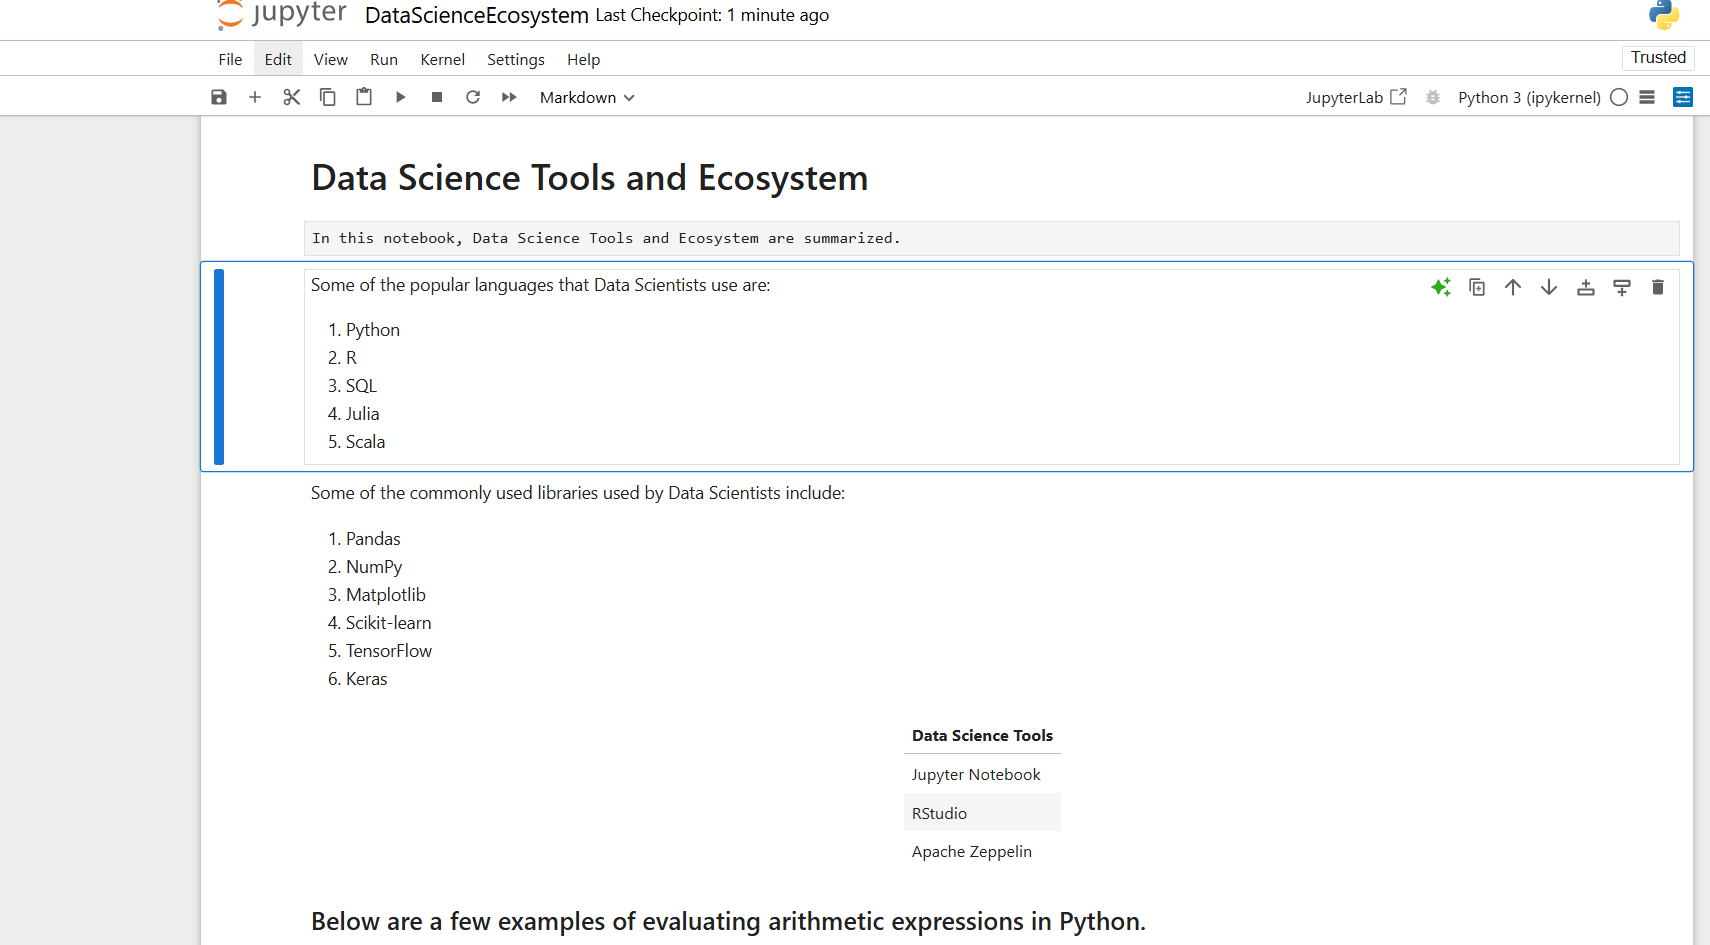 jupyter DataScienceEcosystem Last Checkpoint: 1 minute ago
File Edit View Run Kernel Settings Help Trusted
Markdown JupyterLab Python 3 (ipykernel)
Data Science Tools and Ecosystem
In this notebook, Data Science Tools and Ecosystem are summarized.
Some of the popular languages that Data Scientists use are:
1. Python
2. R
3. SQL
4. Julia
5. Scala
Some of the commonly used libraries used by Data Scientists include:
1. Pandas
2. NumPy
3. Matplotlib
4. Scikit-learn
5. TensorFlow
6. Keras
Data Science Tools
Jupyter Notebook
RStudio
Apache Zeppelin
Below are a few examples of evaluating arithmetic expressions in Python.